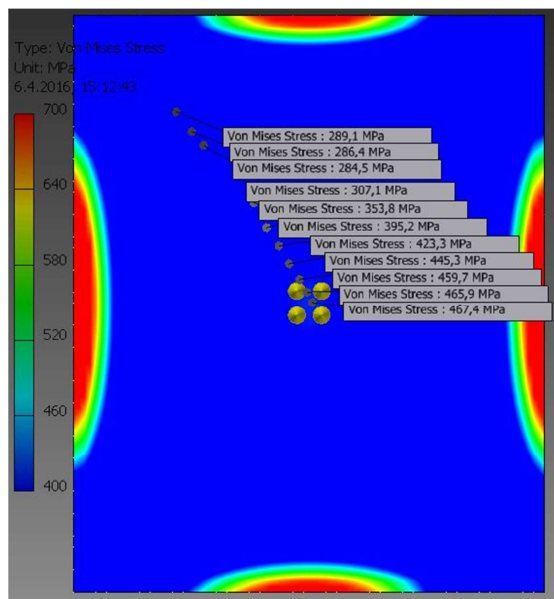 Type: Von Mises Stress
Unit: MPa
6.4.2016, 15:12:43
700
640
580
520
460
400
Von Mises Stress : 289,1 MPa
Von Mises Stress : 286,4 MPa
Von Mises Stress : 284,5 MPa
Von Mises Stress : 307,1 MPa
Von Mises Stress : 353,8 MPa
Von Mises Stress : 395,2 MPa
Von Mises Stress : 423,3 MPa
Von Mises Stress : 445,3 MPa
Von Mises Stress : 459,7 MPa
Von Mises Stress : 465,9 MPa
Von Mises Stress : 467,4 MPa